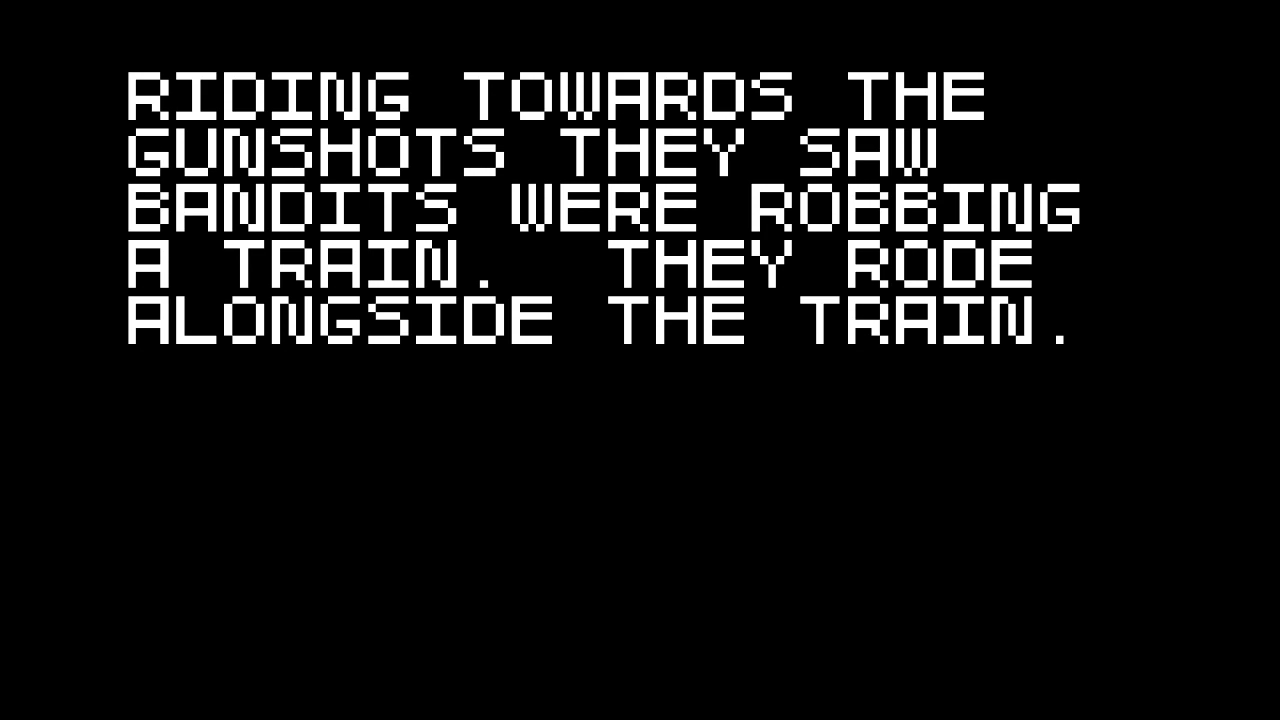 RIDING TOWARDS THE
GUNSHOTS THEY SAW
BANDITS WERE ROBBING
A TRAIN.  THEY RODE
ALONGSIDE THE TRAIN.